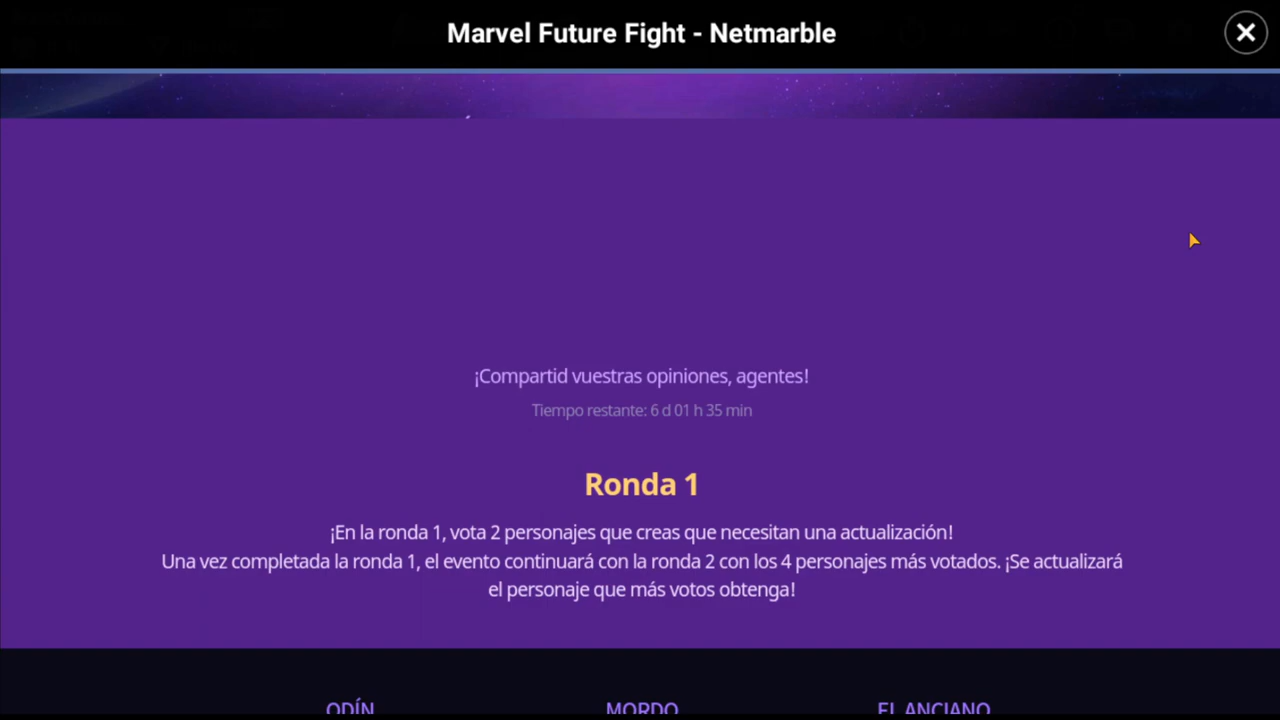 Marvel Future Fight - Netmarble
¡Compartid vuestras opiniones, agentes!
Tiempo restante: 6 d 01 h 35 min
Ronda 1
¡En la ronda 1, vota 2 personajes que creas que necesitan una actualización!
Una vez completada la ronda 1, el evento continuará con la ronda 2 con los 4 personajes más votados. ¡Se actualizará
el personaje que más votos obtenga!
ODÍN MORDO EL ANCIANO